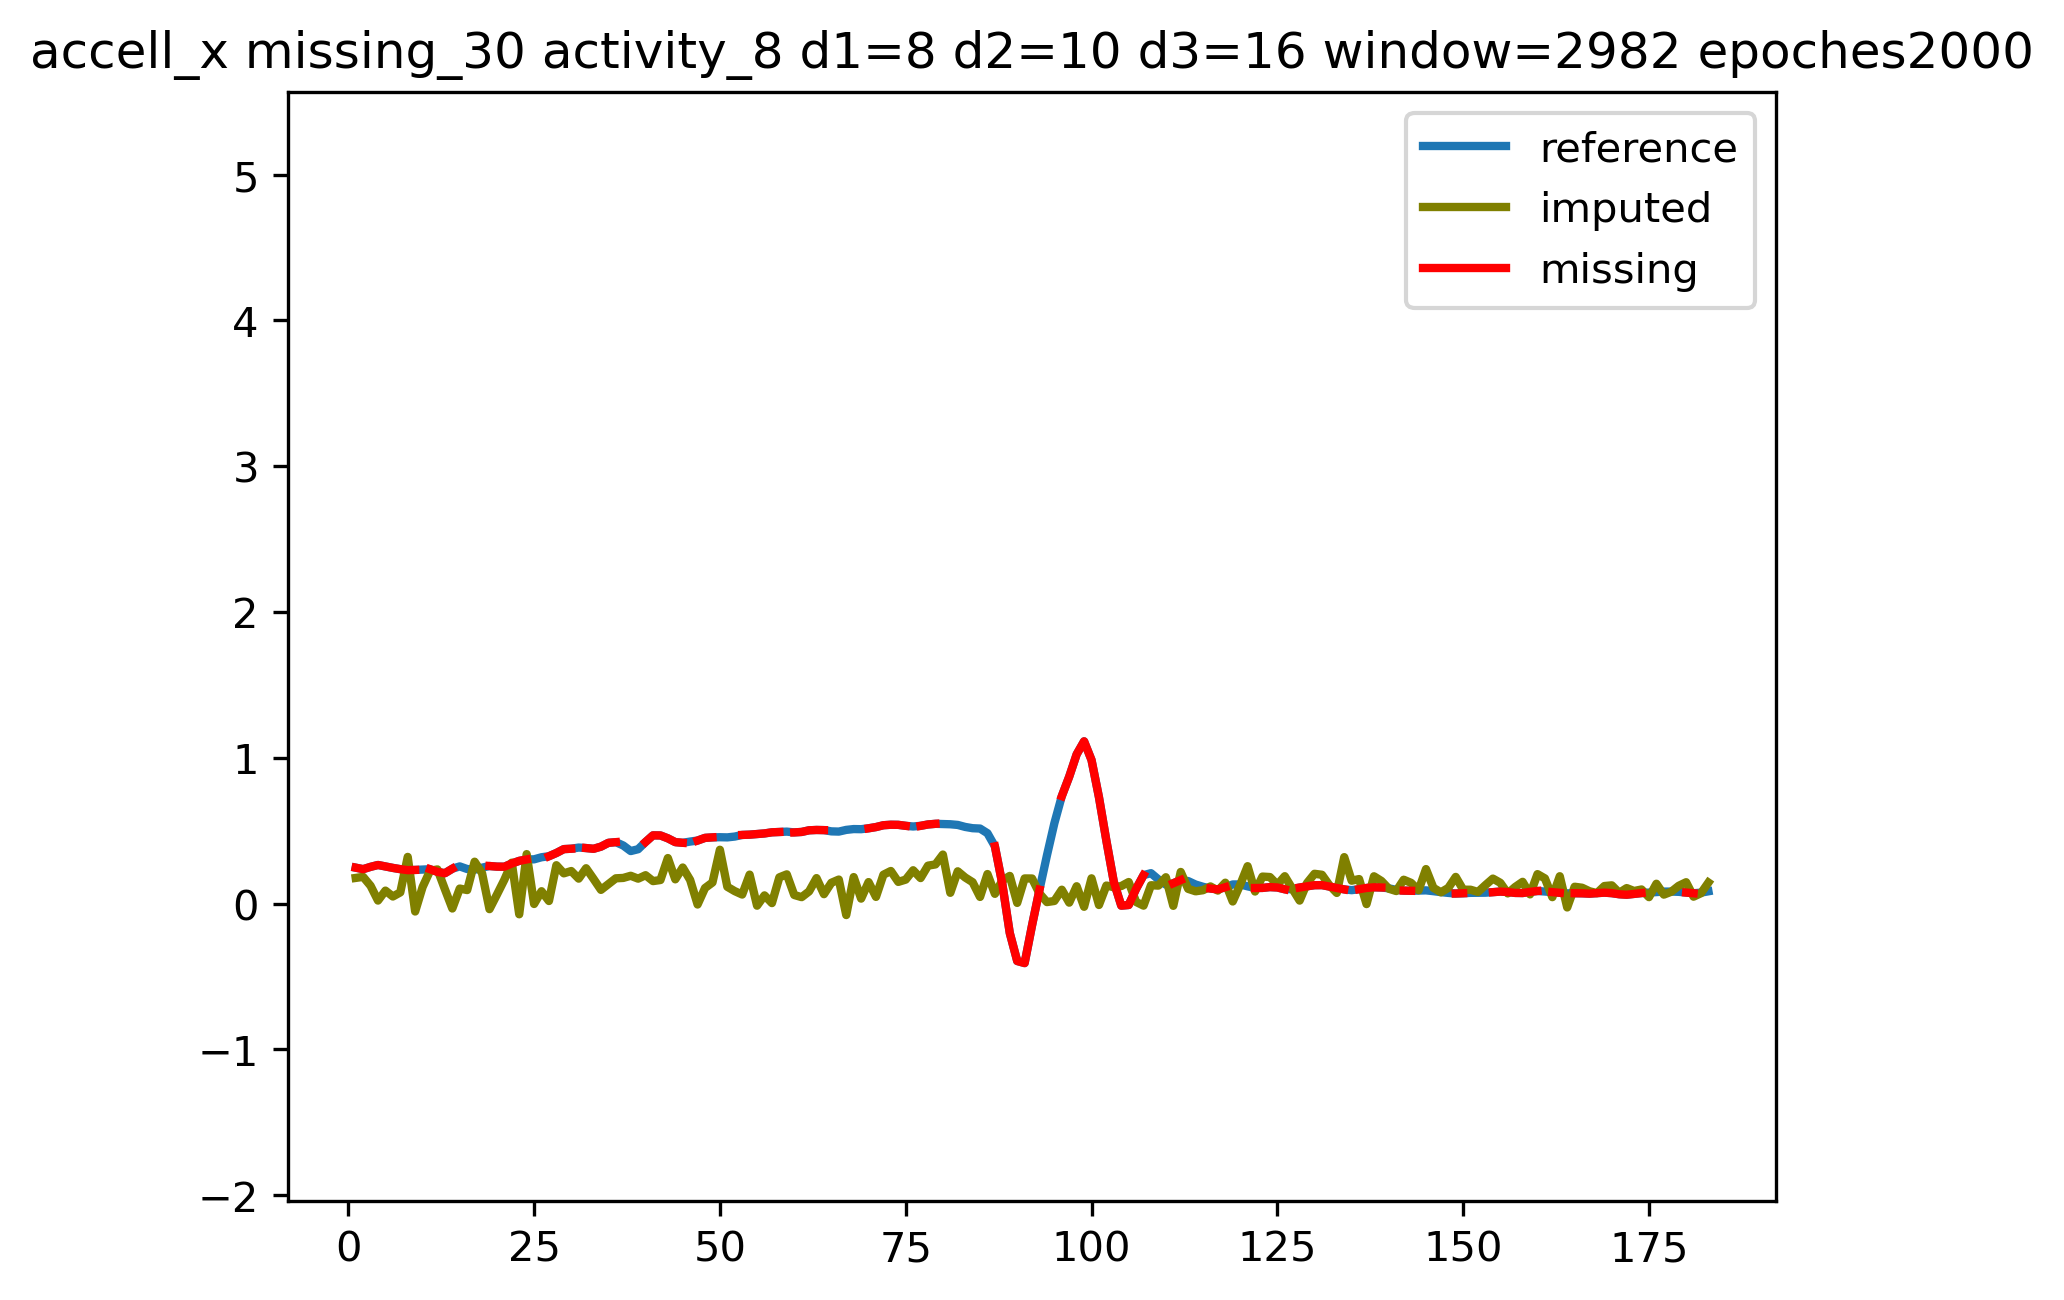 accell_x missing_30 activity_8 d1=8 d2=10 d3=16 window=2982 epoches2000
reference
imputed
missing
5
4
3
2
1
0
−1
−2
0 25 50 75 100 125 150 175